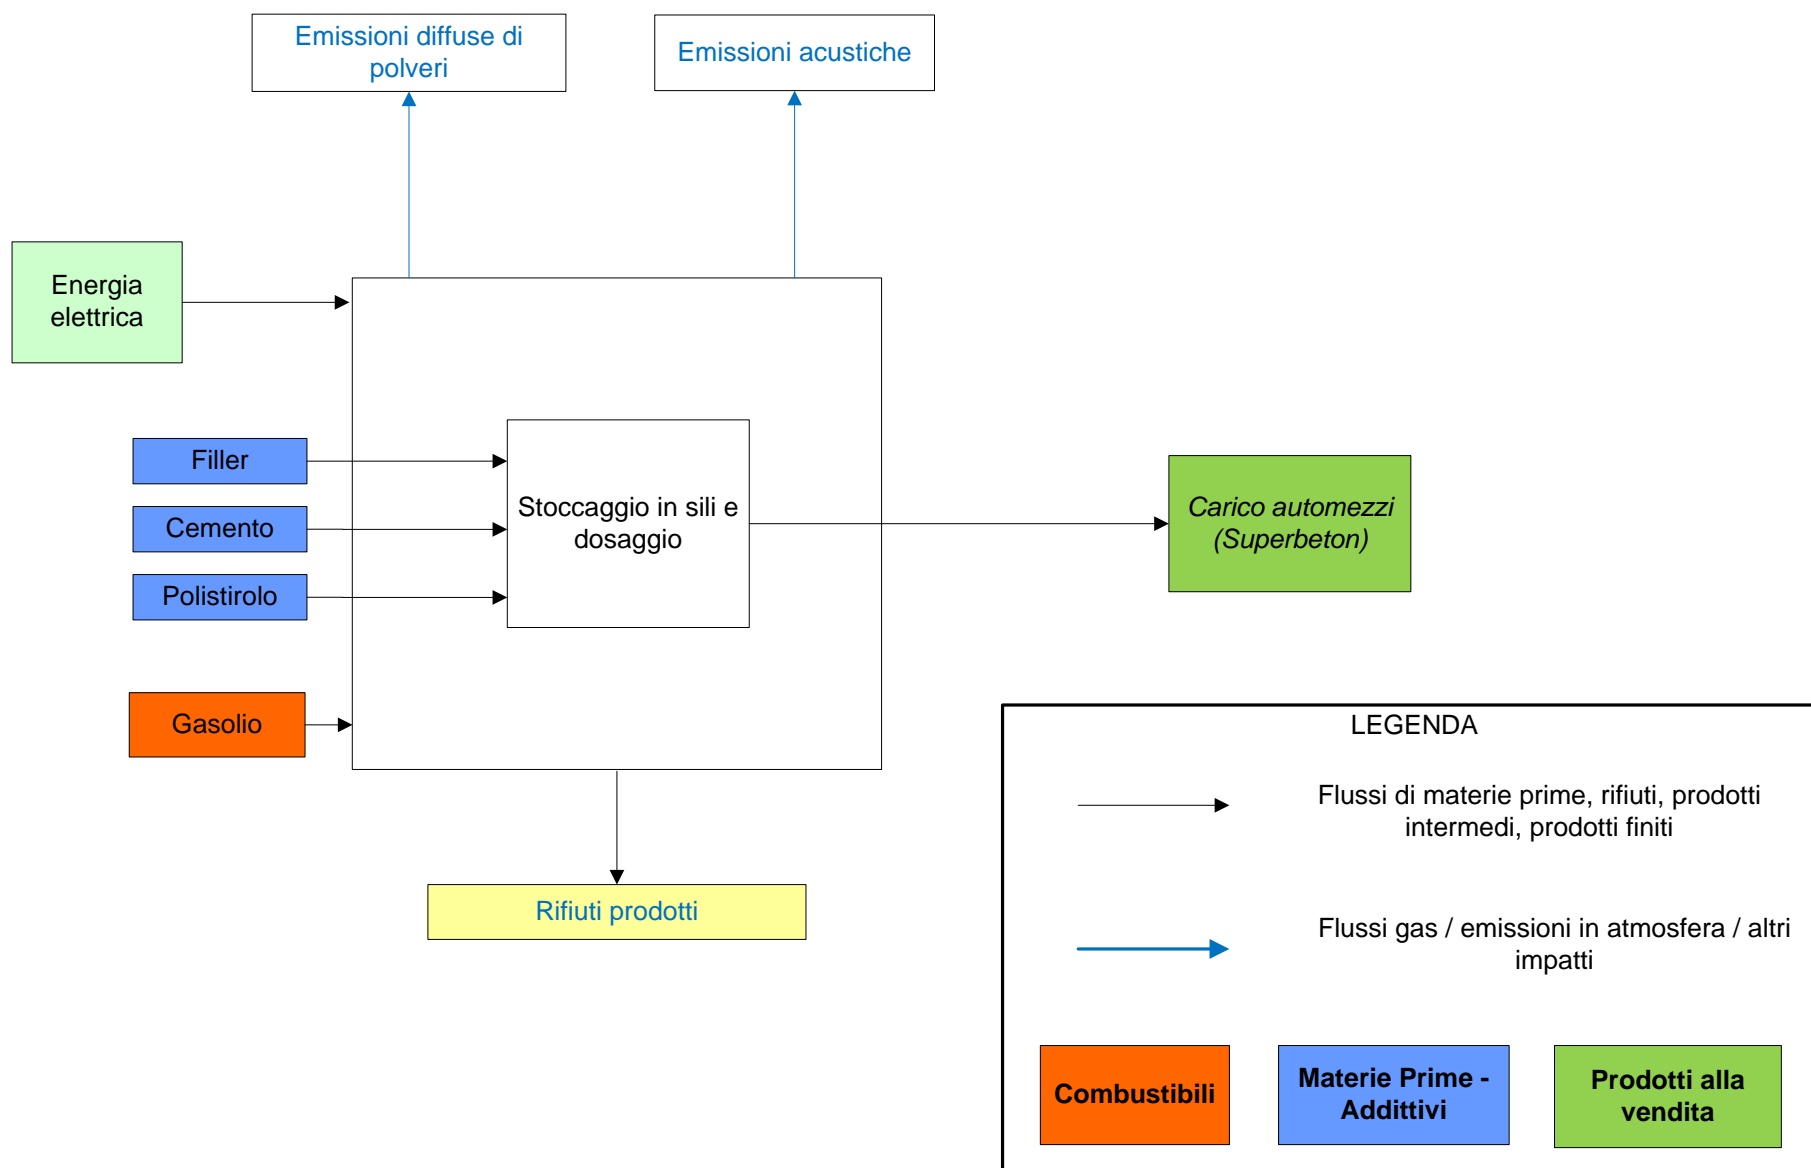 Emissioni diffuse di
polveri
Emissioni acustiche
Energia
elettrica
Filler
Cemento
Polistirolo
Gasolio
Stoccaggio in sili e
dosaggio
Carico automezzi
(Superbeton)
Rifiuti prodotti
LEGENDA
Flussi di materie prime, rifiuti, prodotti
intermedi, prodotti finiti
Flussi gas / emissioni in atmosfera / altri
impatti
Combustibili
Materie Prime -
Addittivi
Prodotti alla
vendita